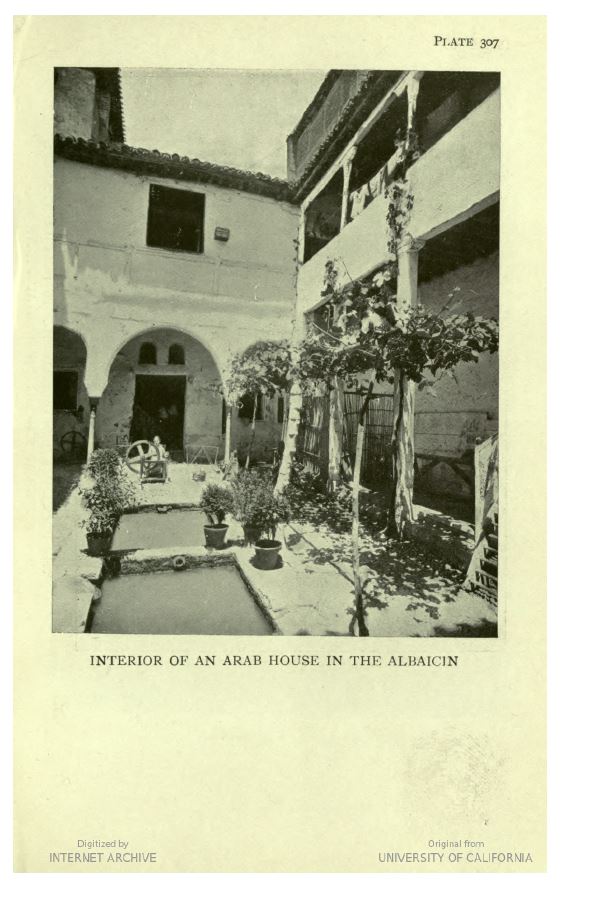 PLATE 307
INTERIOR OF AN ARAB HOUSE IN THE ALBAICIN
Digitized by
INTERNET ARCHIVE
Original from
UNIVERSITY OF CALIFORNIA